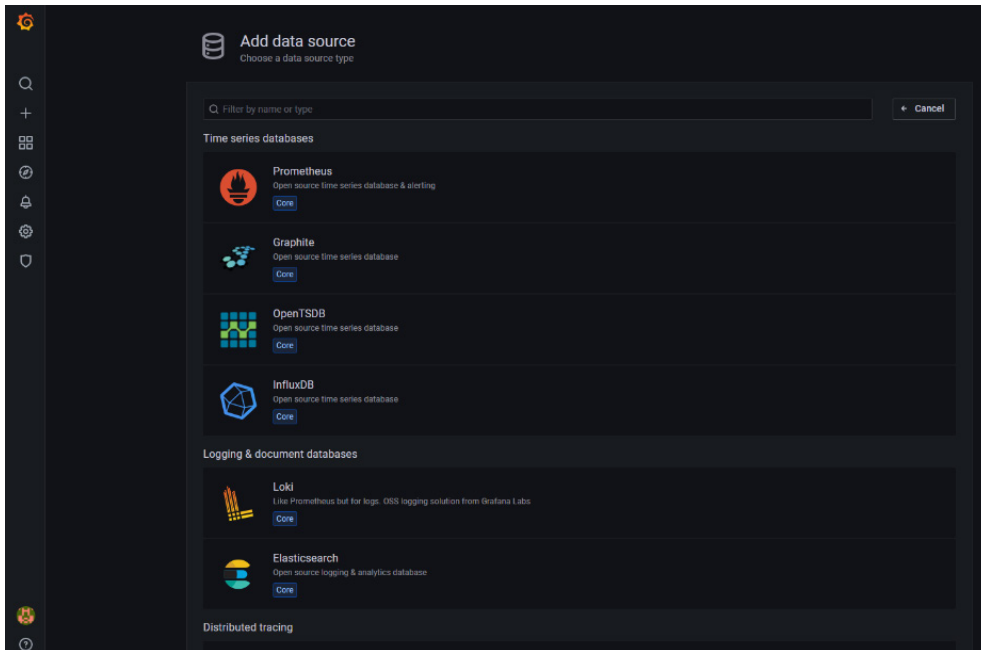 Add data source
Choose a data source type
Filter by name or type
Cancel
Time series databases
Prometheus
Open source time series database & alerting
Core
Graphite
Open source time series database
Core
OpenTSDB
Open source time series database
Core
InfluxDB
Open source time series database
Core
Logging & document databases
Loki
Like Prometheus but for logs. OSS logging solution from Grafana Labs
Core
Elasticsearch
Open source logging & analytics database
Core
Distributed tracing